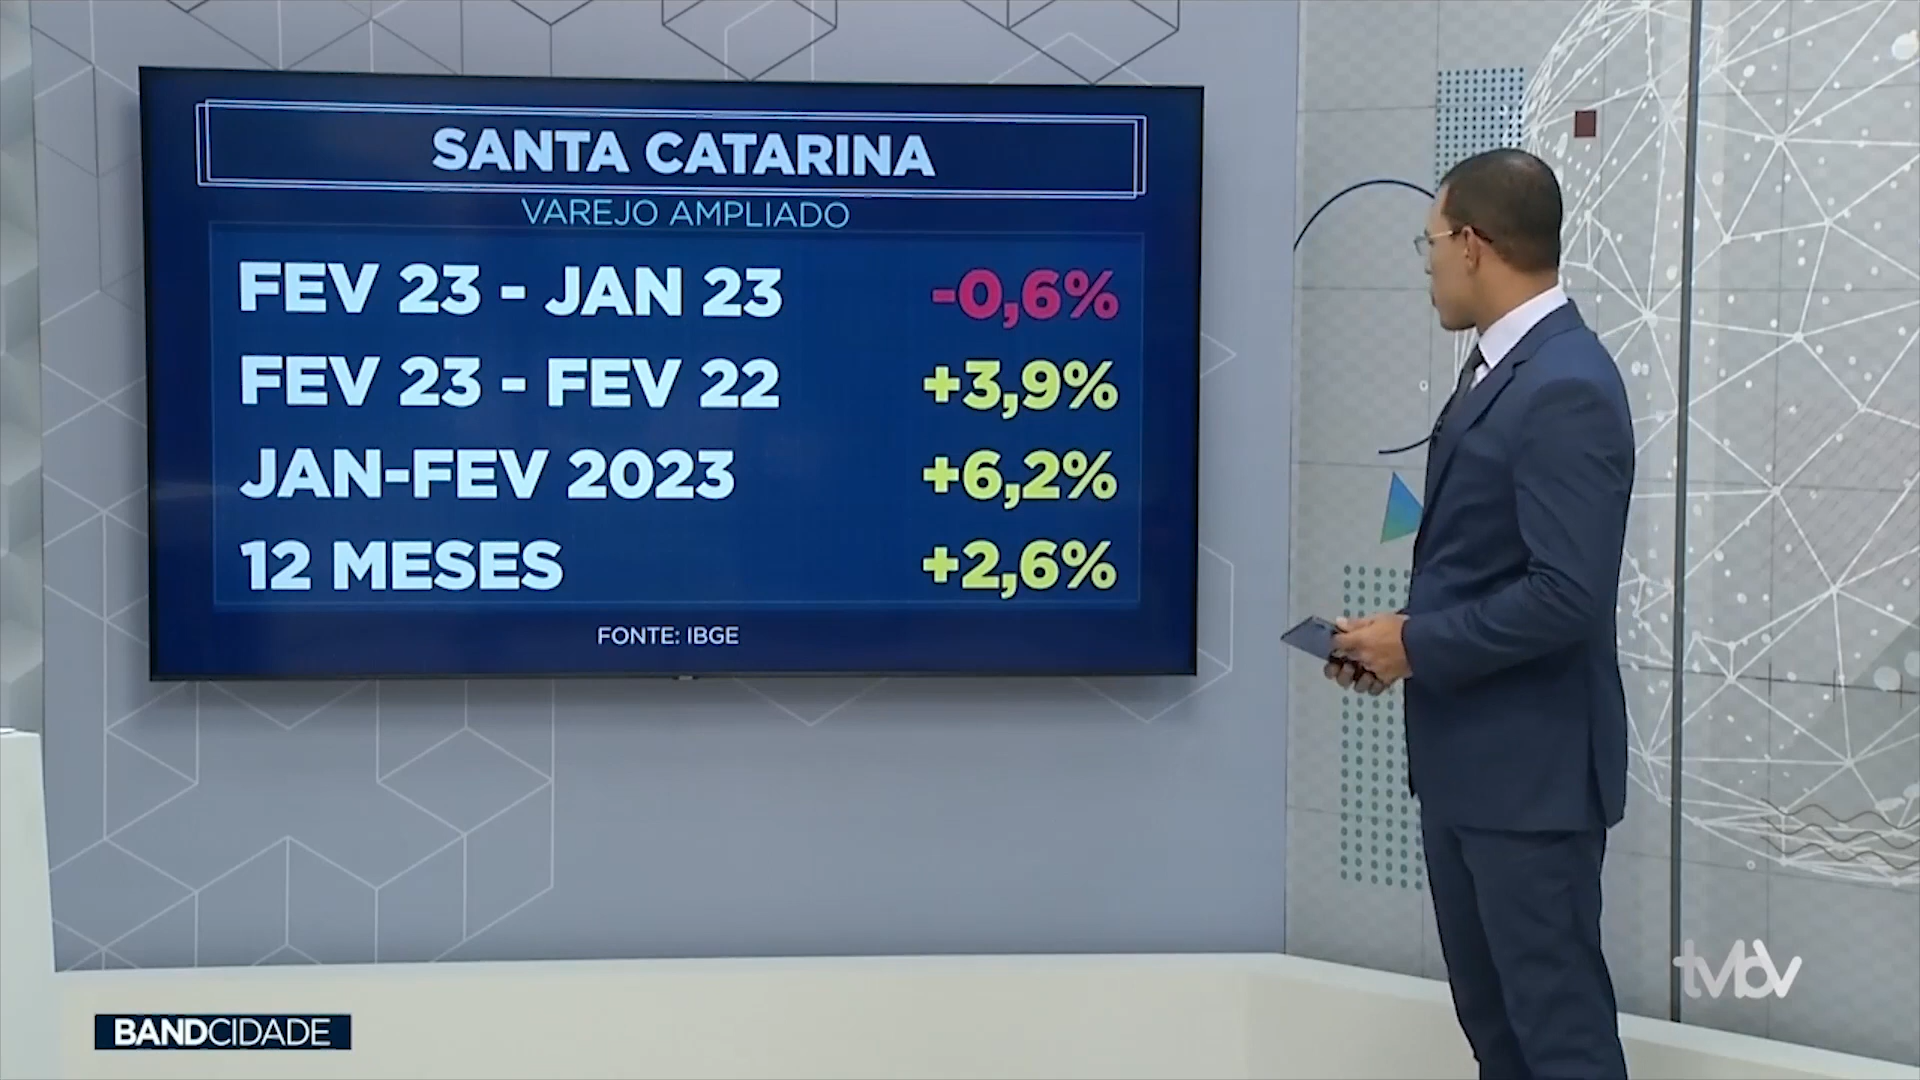 SANTA CATARINA
VAREJO AMPLIADO
FEV 23 - JAN 23 -0,6%
FEV 23 - FEV 22 +3,9%
JAN-FEV 2023 +6,2%
12 MESES +2,6%
FONTE: IBGE
BANDCIDADE
tvbv